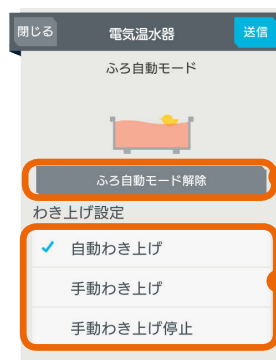 閉じる 電気温水器 送信
ふろ自動モード
ふろ自動モード解除
わき上げ設定
✓ 自動わき上げ
手動わき上げ
手動わき上げ停止